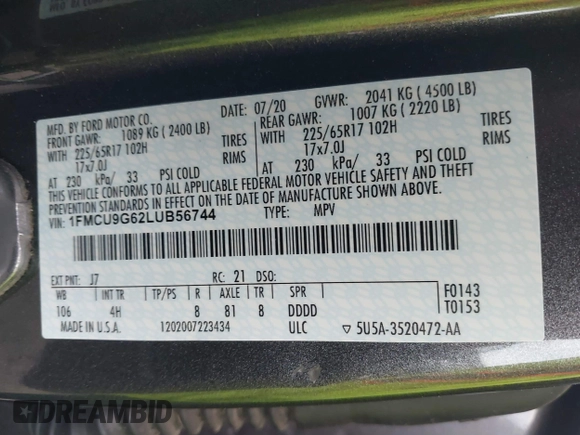 MFD. BY FORD MOTOR CO.
DATE: 07/20 GVWR: 2041 KG ( 4500 LB)
FRONT GAWR: 1089 KG ( 2400 LB) REAR GAWR: 1007 KG ( 2220 LB)
WITH 225/65R17 102H TIRES WITH 225/65R17 102H TIRES
17x7.0J RIMS 17x7.0J RIMS
AT 230 kPa/ 33 PSI COLD AT 230 kPa/ 33 PSI COLD
THIS VEHICLE CONFORMS TO ALL APPLICABLE FEDERAL MOTOR VEHICLE SAFETY AND THEFT
PREVENTION STANDARDS IN EFFECT ON THE DATE OF MANUFACTURE SHOWN ABOVE.
VIN: 1FMCU9G62LUB56744 TYPE: MPV
EXT PNT: J7 RC: 21 DSO:
WB INT TR TP/PS R AXLE TR SPR F0143
106 4H 8 81 8 DDDD T0153
MADE IN U.S.A. 1202007223434 ULC ▽ 5U5A-3520472-AA
DREAMBID